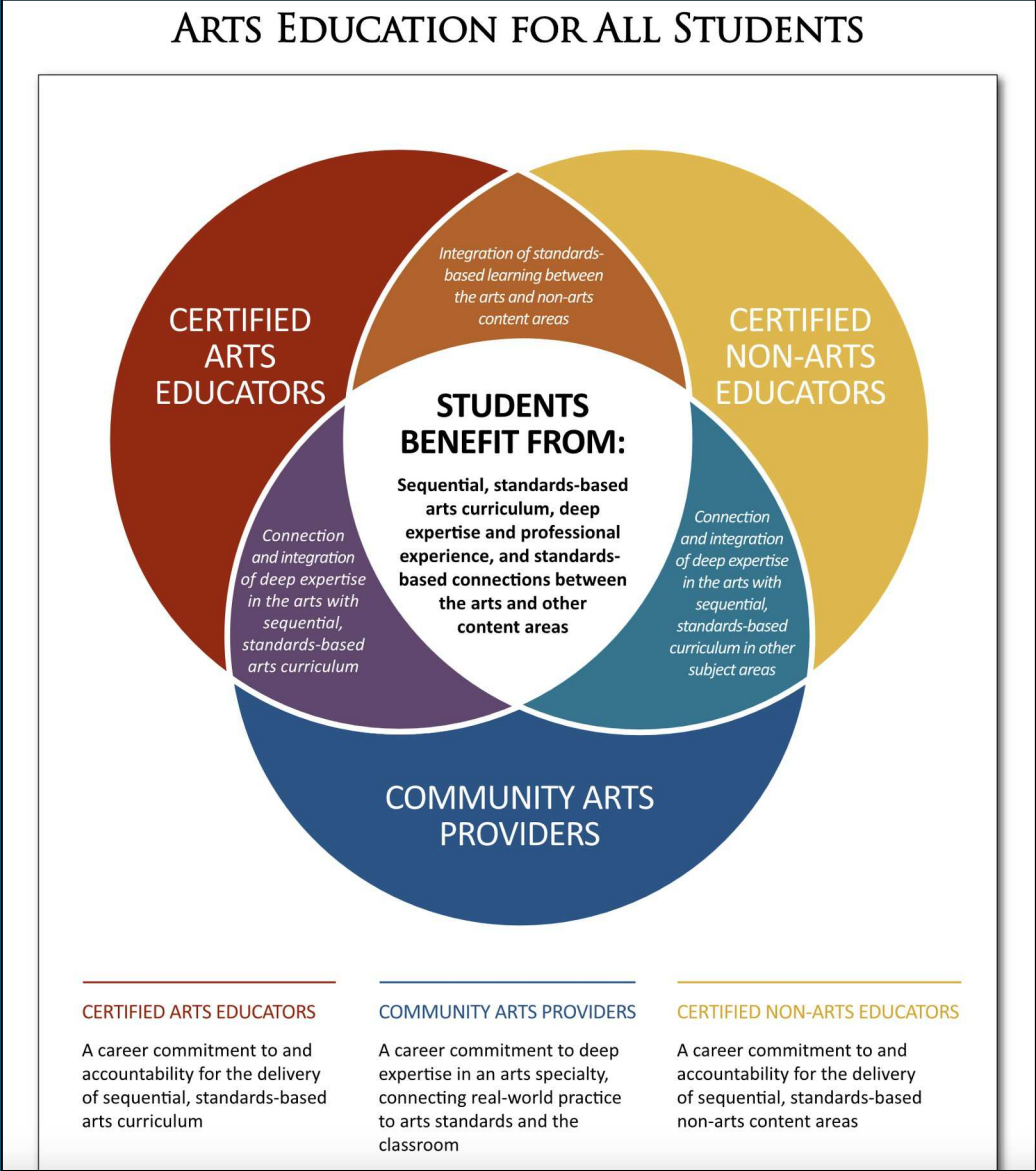 ARTS EDUCATION FOR ALL STUDENTS
Integration of standards-
based learning between
the arts and non-arts
content areas
CERTIFIED
ARTS
EDUCATORS
CERTIFIED
NON-ARTS
EDUCATORS
STUDENTS
BENEFIT FROM:
Sequential, standards-based
arts curriculum, deep
expertise and professional
experience, and standards-
based connections between
the arts and other
content areas
Connection
and integration
of deep expertise
in the arts with
sequential,
standards-based
arts curriculum
Connection
and integration
of deep expertise
in the arts with
sequential,
standards-based
curriculum in other
subject areas
COMMUNITY ARTS
PROVIDERS
CERTIFIED ARTS EDUCATORS
A career commitment to and
accountability for the delivery
of sequential, standards-based
arts curriculum
COMMUNITY ARTS PROVIDERS
A career commitment to deep
expertise in an arts specialty,
connecting real-world practice
to arts standards and the
classroom
CERTIFIED NON-ARTS EDUCATORS
A career commitment to and
accountability for the delivery
of sequential, standards-based
non-arts content areas